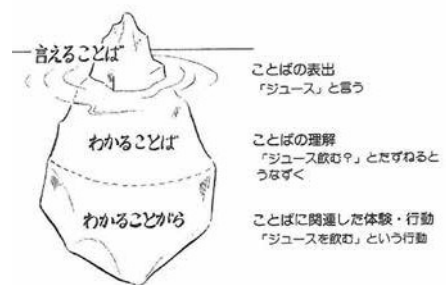 言えることば
ことばの表出
「ジュース」と言う
わかることば
ことばの理解
「ジュース飲む?」とたずねると
うなずく
わかることがら
ことばに関連した体験・行動
「ジュースを飲む」という行動